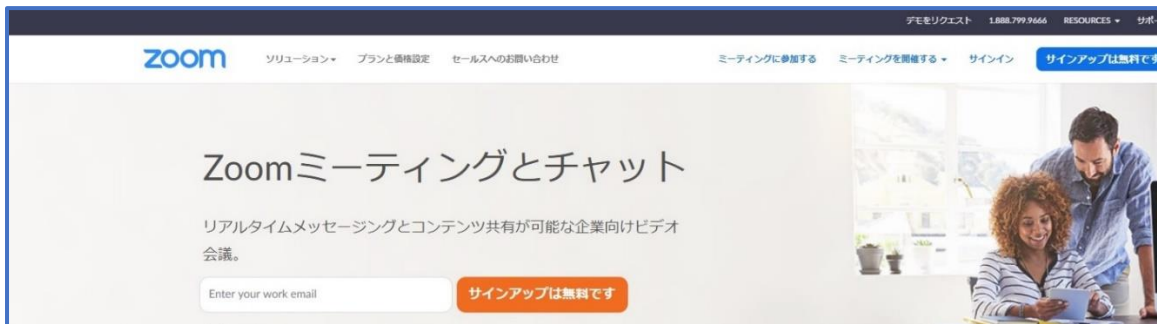 デモをリクエスト 1.888.799.9666 RESOURCES サポー
zoom ソリューション プランと価格設定 セールスへのお問い合わせ ミーティングに参加する ミーティングを開催する サインイン サインアップは無料です
Zoomミーティングとチャット
リアルタイムメッセージングとコンテンツ共有が可能な企業向けビデオ
会議。
Enter your work email サインアップは無料です